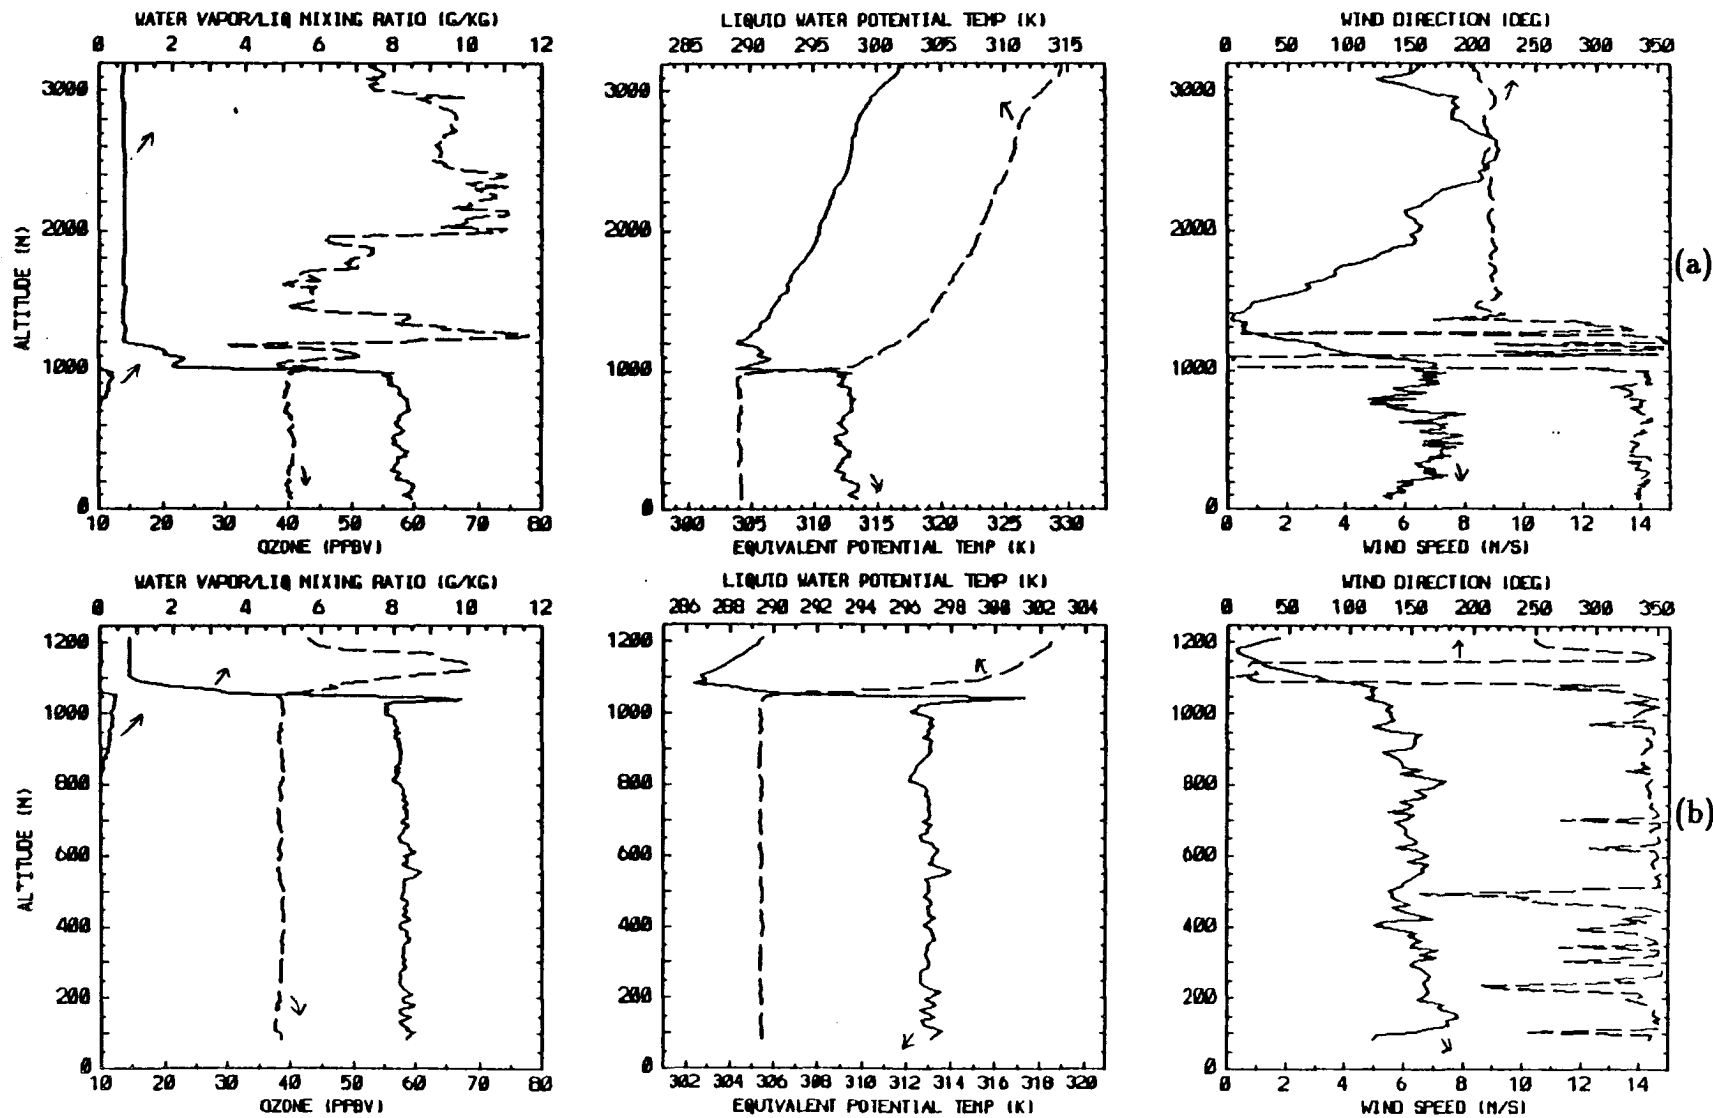 WATER VAPOR/LIQ MIXING RATIO (G/KG)
0 2 4 6 8 10 12
LIQUID WATER POTENTIAL TEMP (K)
285 290 295 300 305 310 315
WIND DIRECTION (DEG)
0 50 100 150 200 250 300 350
ALTITUDE (M)
3000
2000
1000
0
10 20 30 40 50 60 70 80
OZONE (PPBV)
3000
2000
1000
0
300 305 310 315 320 325 330
EQUIVALENT POTENTIAL TEMP (K)
3000
2000
1000
0
0 2 4 6 8 10 12 14
WIND SPEED (M/S)
(a)
WATER VAPOR/LIQ MIXING RATIO (G/KG)
0 2 4 6 8 10 12
LIQUID WATER POTENTIAL TEMP (K)
286 288 290 292 294 296 298 300 302 304
WIND DIRECTION (DEG)
0 50 100 150 200 250 300 350
ALTITUDE (M)
1200
1000
800
600
400
200
0
10 20 30 40 50 60 70 80
OZONE (PPBV)
1200
1000
800
600
400
200
0
302 304 306 308 310 312 314 316 318 320
EQUIVALENT POTENTIAL TEMP (K)
1200
1000
800
600
400
200
0
0 2 4 6 8 10 12 14
WIND SPEED (M/S)
(b)